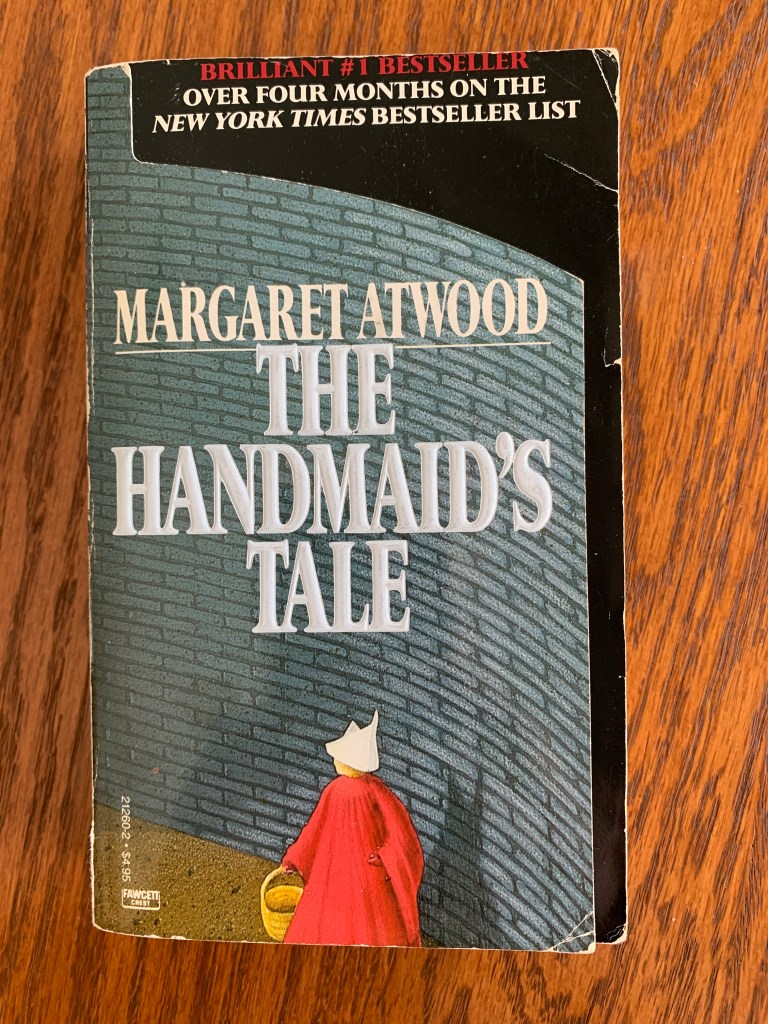 BRILLIANT #1 BESTSELLER
OVER FOUR MONTHS ON THE
NEW YORK TIMES BESTSELLER LIST
MARGARET ATWOOD
THE
HANDMAID'S
TALE
21260-2 • $4.95
FAWCETT
CREST